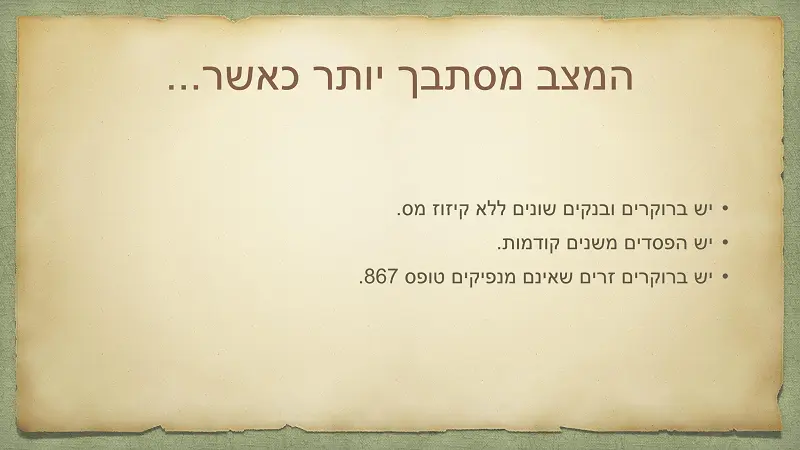 המצב מסתבך יותר כאשר...
• יש ברוקרים ובנקים שונים ללא קיזוז מס.
• יש הפסדים משנים קודמות.
• יש ברוקרים זרים שאינם מנפיקים טופס 867.